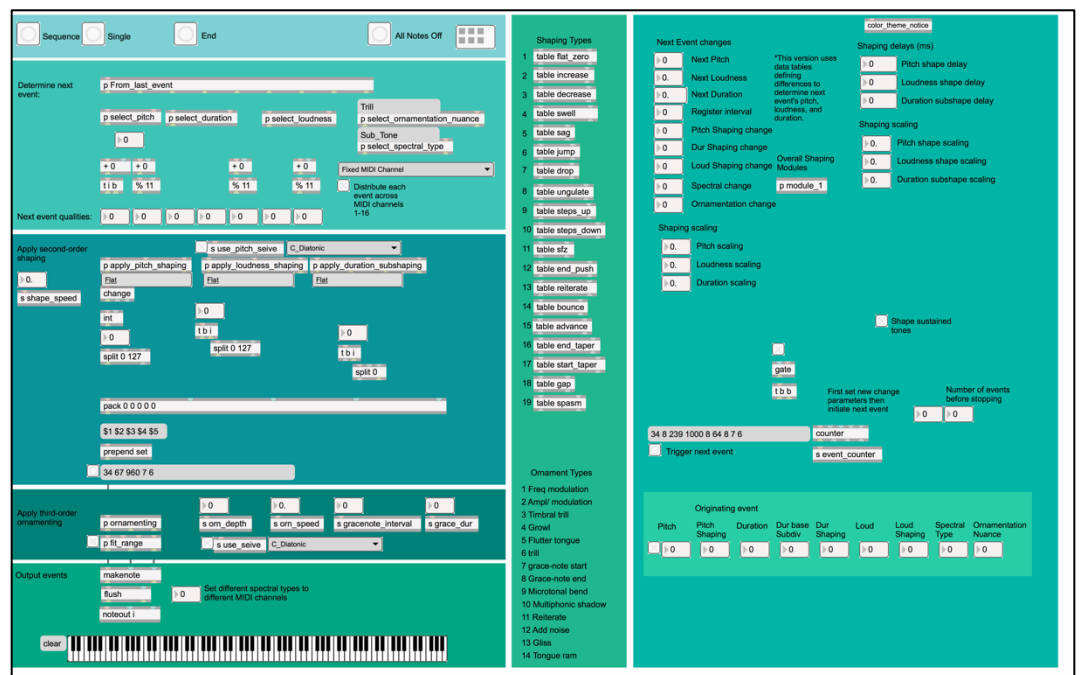 Sequence
Single
End
All Notes Off
Determine next
event:
p From_last_event
p select_pitch
p select_duration
p select_loudness
Trill
p select_ornamentation_nuance
Sub_Tone
p select_spectral_type
0
+ 0
+ 0
+ 0
+ 0
t i b
% 11
% 11
% 11
Fixed MIDI Channel
Distribute each
event across
MIDI channels
1-16
Next event qualities:
0
0
0
0
0
0
0
Apply second-order
shaping
s use_pitch_seive
C_Diatonic
p apply_pitch_shaping
p apply_loudness_shaping
p apply_duration_subshaping
0.
Flat
Flat
Flat
s shape_speed
change
int
0
0
t b i
0
split 0 127
split 0 127
t b i
split 0
pack 0 0 0 0 0
$1 $2 $3 $4 $5
prepend set
34 67 960 7 6
Apply third-order
ornamenting
0
0.
0
0
p ornamenting
s orn_depth
s orn_speed
s gracenote_interval
s grace_dur
p fit_range
s use_seive
C_Diatonic
Output events
makenote
flush
0
Set different spectral types to
different MIDI channels
noteout i
clear
Shaping Types
1 table flat_zero
2 table increase
3 table decrease
4 table swell
5 table sag
6 table jump
7 table drop
8 table ungulate
9 table steps_up
10 table steps_down
11 table sfz
12 table end_push
13 table reiterate
14 table bounce
15 table advance
16 table end_taper
17 table start_taper
18 table gap
19 table spasm
Ornament Types
1 Freq modulation
2 Ampl/ modulation
3 Timbral trill
4 Growl
5 Flutter tongue
6 trill
7 grace-note start
8 Grace-note end
9 Microtonal bend
10 Multiphonic shadow
11 Reiterate
12 Add noise
13 Gliss
14 Tongue ram
color_theme_notice
Next Event changes
0 Next Pitch
0. Next Loudness
0. Next Duration
0 Register interval
0 Pitch Shaping change
0 Dur Shaping change
0 Loud Shaping change
0 Spectral change
0 Ornamentation change
*This version uses
data tables
defining
differences to
determine next
event's pitch,
loudness, and
duration.
Overall Shaping
Modules
p module_1
Shaping delays (ms)
0 Pitch shape delay
0 Loudness shape delay
0 Duration subshape delay
Shaping scaling
0. Pitch shape scaling
0. Loudness shape scaling
0. Duration subshape scaling
Shaping scaling
0. Pitch scaling
0. Loudness scaling
0. Duration scaling
Shape sustained
tones
gate
t b b
First set new change
parameters then
initiate next event
Number of events
before stopping
0
0
34 8 239 1000 8 64 8 7 6
counter
Trigger next event
s event_counter
Originating event
Pitch
Pitch
Shaping
Duration
Dur base
Subdiv
Dur
Shaping
Loud
Loud
Shaping
Spectral
Type
Ornamentation
Nuance
0
0
0
0
0
0
0
0
0